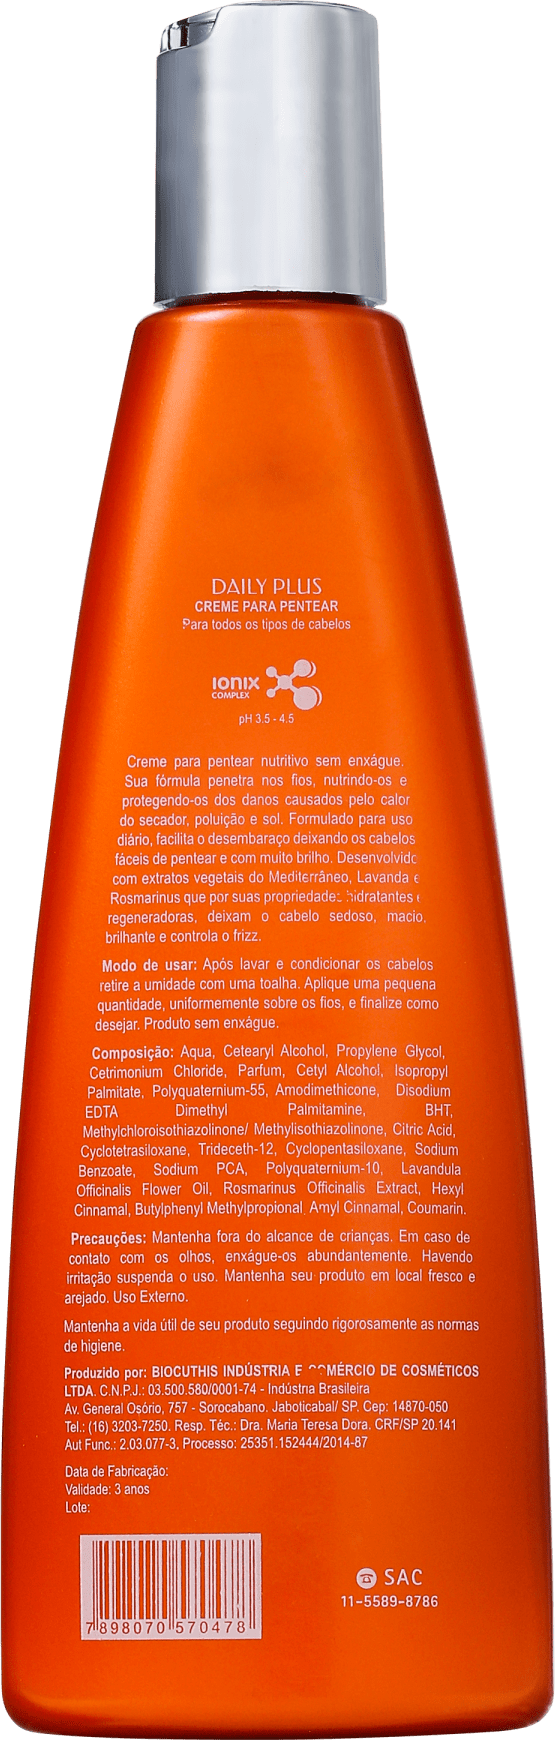 DAILY PLUS
CREME PARA PENTEAR
Para todos os tipos de cabelos
IONIX
COMPLEX
pH 3.5 - 4.5
Creme para pentear nutritivo sem enxágue.
Sua fórmula penetra nos fios, nutrindo-os e
protegendo-os dos danos causados pelo calor
do secador, poluição e sol. Formulado para uso
diário, facilita o desembaraço deixando os cabelos
fáceis de pentear e com muito brilho. Desenvolvido
com extratos vegetais do Mediterrâneo, Lavanda e
Rosmarinus que por suas propriedades hidratantes e
regeneradoras, deixam o cabelo sedoso, macio,
brilhante e controla o frizz.
Modo de usar: Após lavar e condicionar os cabelos
retire a umidade com uma toalha. Aplique uma pequena
quantidade, uniformemente sobre os fios, e finalize como
desejar. Produto sem enxágue.
Composição: Aqua, Cetearyl Alcohol, Propylene Glycol,
Cetrimonium Chloride, Parfum, Cetyl Alcohol, Isopropyl
Palmitate, Polyquaternium-55, Amodimethicone, Disodium
EDTA Dimethyl Palmitamine, BHT,
Methylchloroisothiazolinone/ Methylisothiazolinone, Citric Acid,
Cyclotetrasiloxane, Trideceth-12, Cyclopentasiloxane, Sodium
Benzoate, Sodium PCA, Polyquaternium-10, Lavandula
Officinalis Flower Oil, Rosmarinus Officinalis Extract, Hexyl
Cinnamal, Butylphenyl Methylpropional, Amyl Cinnamal, Coumarin.
Precauções: Mantenha fora do alcance de crianças. Em caso de
contato com os olhos, enxágue-os abundantemente. Havendo
irritação suspenda o uso. Mantenha seu produto em local fresco e
arejado. Uso Externo.
Mantenha a vida útil de seu produto seguindo rigorosamente as normas
de higiene.
Produzido por: BIOCUTHIS INDÚSTRIA E COMÉRCIO DE COSMÉTICOS
LTDA. C.N.P.J.: 03.500.580/0001-74 - Indústria Brasileira
Av. General Osório, 757 - Sorocabano. Jaboticabal/ SP. Cep: 14870-050
Tel.: (16) 3203-7250. Resp. Téc.: Dra. Maria Teresa Dora. CRF/SP 20.141
Aut Func.: 2.03.077-3, Processo: 25351.152444/2014-87
Data de Fabricação:
Validade: 3 anos
Lote:
7 898070 570478
SAC
11-5589-8786